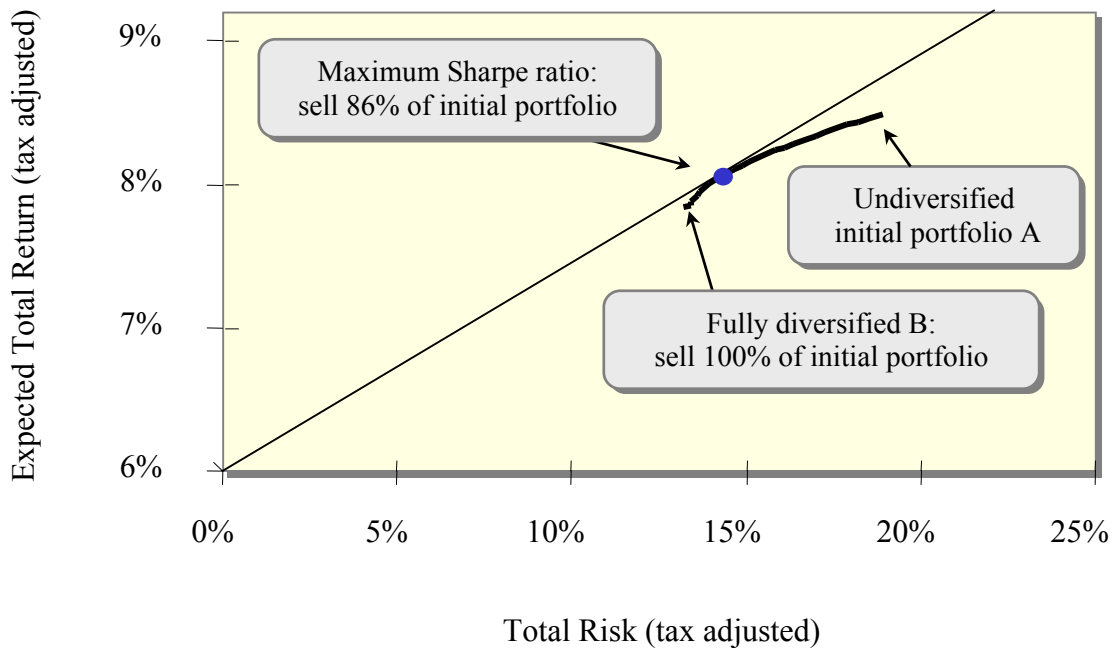 Expected Total Return (tax adjusted)
9%
8%
7%
6%
Maximum Sharpe ratio:
sell 86% of initial portfolio
Undiversified
initial portfolio A
Fully diversified B:
sell 100% of initial portfolio
0%
5%
10%
15%
20%
25%
Total Risk (tax adjusted)